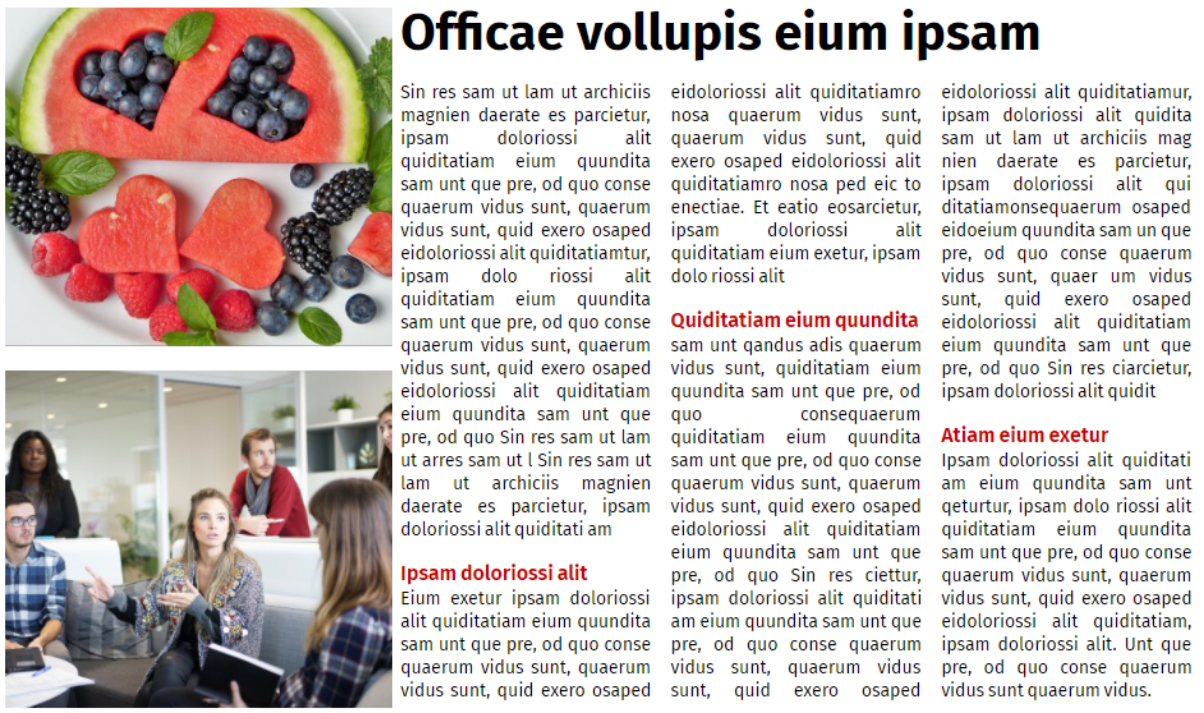 Officae vollupis eium ipsam
Sin res sam ut lam ut archiciis
magnien daerate es parcietur,
ipsam doloriossi alit
quiditatiam eium quundita
sam unt que pre, od quo conse
quaerum vidus sunt, quaerum
vidus sunt, quid exero osaped
eidoloriossi alit quiditatiamtur,
ipsam dolo riossi alit
quiditatiam eium quundita
sam unt que pre, od quo conse
quaerum vidus sunt, quaerum
vidus sunt, quid exero osaped
eidoloriossi alit quiditatiam
eium quundita sam unt que
pre, od quo Sin res sam ut lam
ut arres sam ut l Sin res sam ut
lam ut archiciis magnien
daerate es parcietur, ipsam
doloriossi alit quiditati am
Ipsam doloriossi alit
Eium exetur ipsam doloriossi
alit quiditatiam eium quundita
sam unt que pre, od quo conse
quaerum vidus sunt, quaerum
vidus sunt, quid exero osaped
eidoloriossi alit quiditatiamro
nosa quaerum vidus sunt,
quaerum vidus sunt, quid
exero osaped eidoloriossi alit
quiditatiamro nosa ped eic to
enectiae. Et eatio eosarcietur,
ipsam doloriossi alit
quiditatiam eium exetur, ipsam
dolo riossi alit
Quiditatiam eium quundita
sam unt qandus adis quaerum
vidus sunt, quiditatiam eium
quundita sam unt que pre, od
quo consequaerum
quiditatiam eium quundita
sam unt que pre, od quo conse
quaerum vidus sunt, quaerum
vidus sunt, quid exero osaped
eidoloriossi alit quiditatiam
eium quundita sam unt que
pre, od quo Sin res ciettur,
ipsam doloriossi alit quiditati
am eium quundita sam unt que
pre, od quo conse quaerum
vidus sunt, quaerum vidus
sunt, quid exero osaped
eidoloriossi alit quiditatiamur,
ipsam doloriossi alit quidita
sam ut lam ut archiciis mag
nien daerate es parcietur,
ipsam doloriossi alit qui
ditatiamonsequaerum osaped
eidoeium quundita sam un que
pre, od quo conse quaerum
vidus sunt, quaer um vidus
sunt, quid exero osaped
eidoloriossi alit quiditatiam
eium quundita sam unt que
pre, od quo Sin res ciarcietur,
ipsam doloriossi alit quidit
Atiam eium exetur
Ipsam doloriossi alit quiditati
am eium quundita sam unt
qeturtur, ipsam dolo riossi alit
quiditatiam eium quundita
sam unt que pre, od quo conse
quaerum vidus sunt, quaerum
vidus sunt, quid exero osaped
eidoloriossi alit quiditatiam,
ipsam doloriossi alit. Unt que
pre, od quo conse quaerum
vidus sunt quaerum vidus.